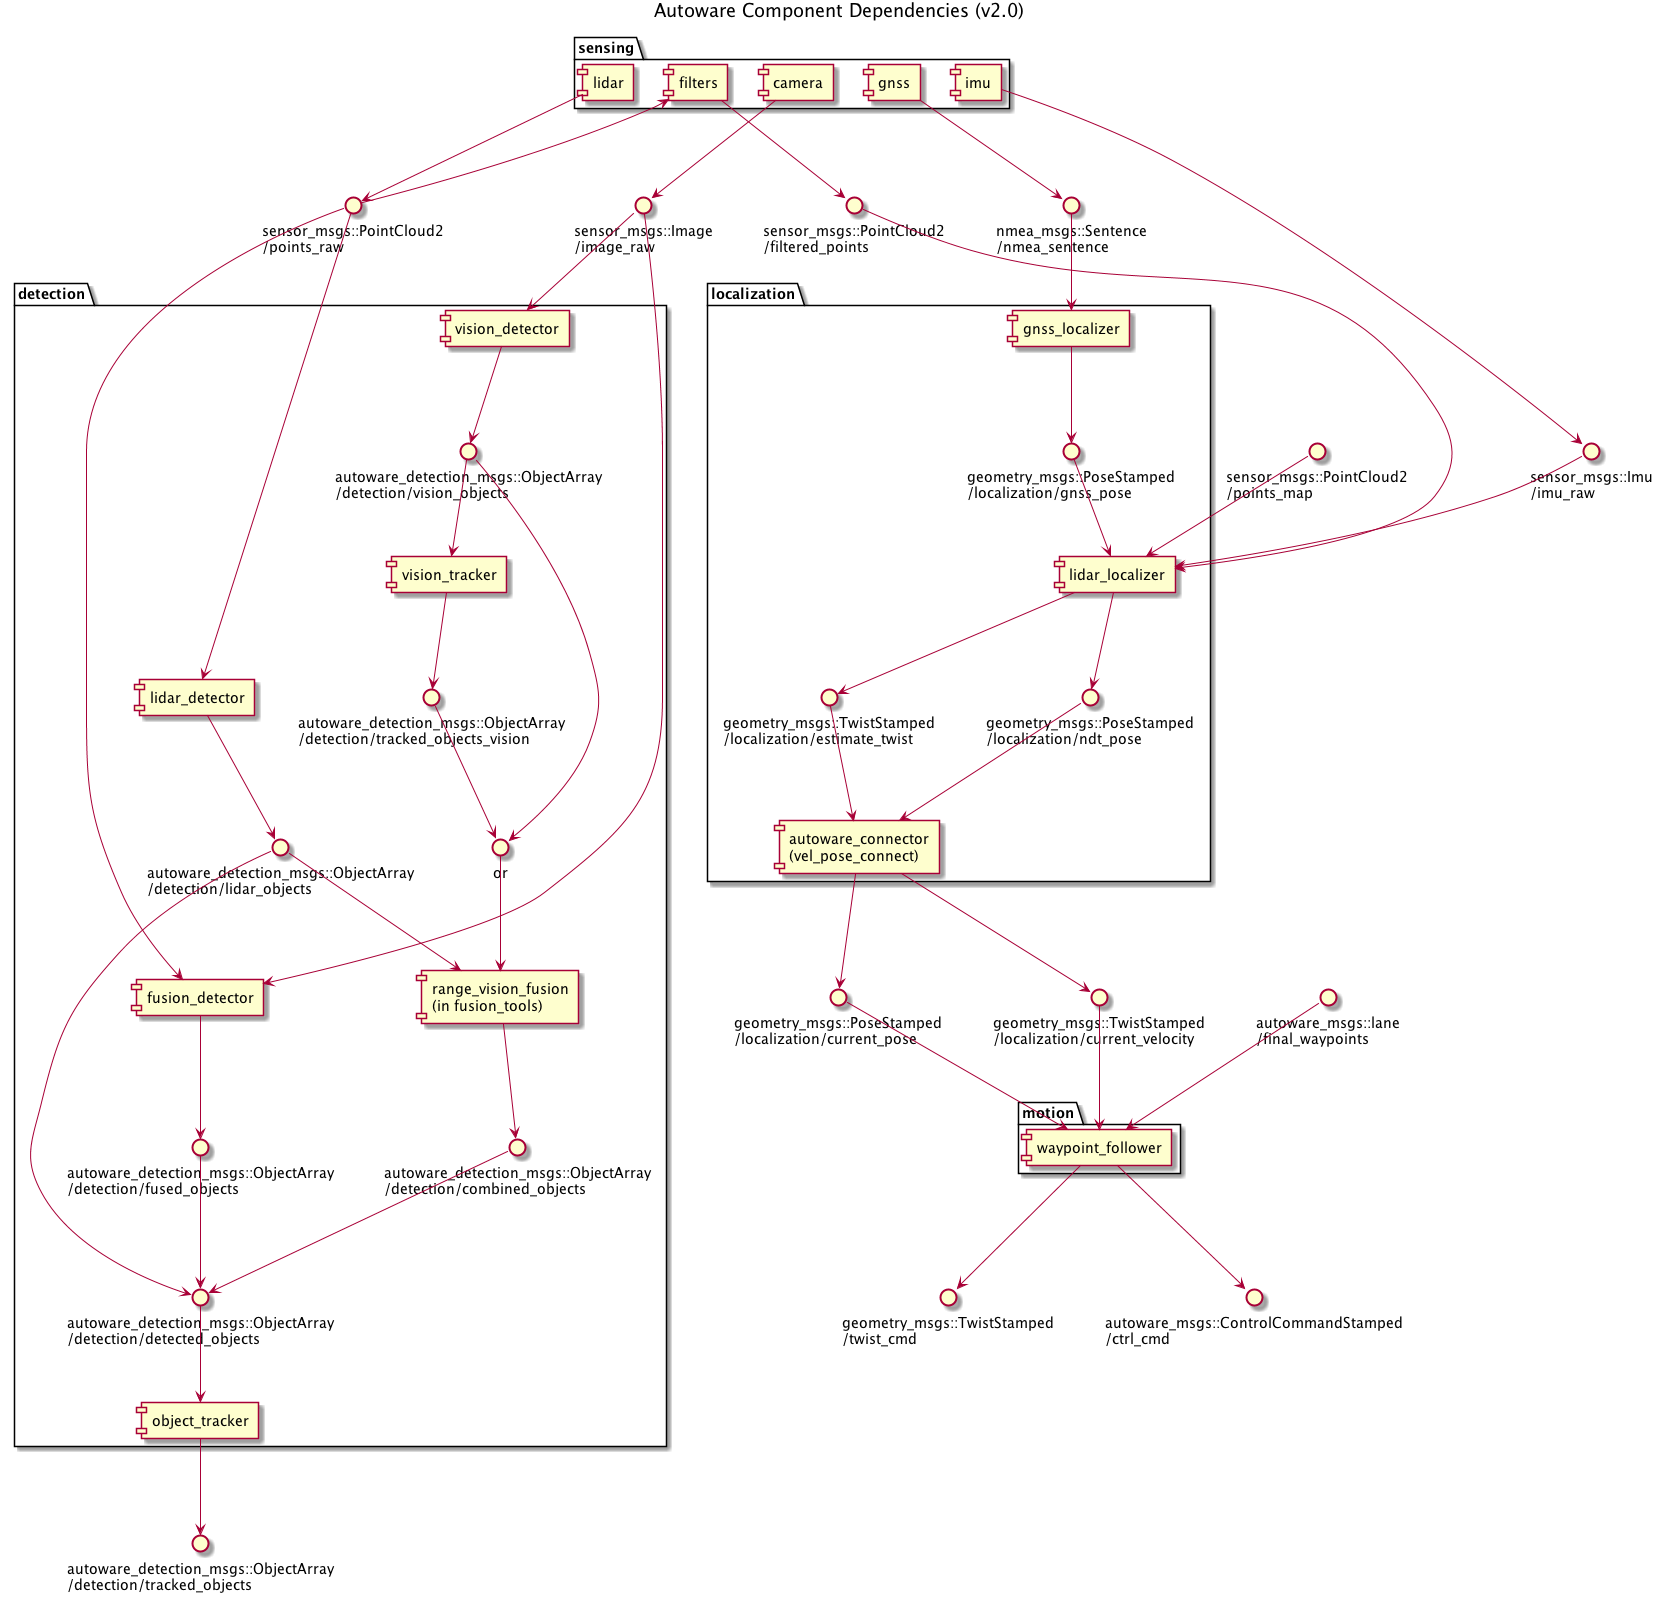 Autoware Component Dependencies (v2.0)
sensing
lidar
filters
camera
gnss
imu
sensor_msgs::PointCloud2
/points_raw
sensor_msgs::Image
/image_raw
sensor_msgs::PointCloud2
/filtered_points
nmea_msgs::Sentence
/nmea_sentence
detection
localization
vision_detector
gnss_localizer
autoware_detection_msgs::ObjectArray
/detection/vision_objects
geometry_msgs::PoseStamped
/localization/gnss_pose
sensor_msgs::PointCloud2
/points_map
sensor_msgs::Imu
/imu_raw
vision_tracker
lidar_localizer
lidar_detector
autoware_detection_msgs::ObjectArray
/detection/tracked_objects_vision
geometry_msgs::TwistStamped
/localization/estimate_twist
geometry_msgs::PoseStamped
/localization/ndt_pose
autoware_connector
(vel_pose_connect)
autoware_detection_msgs::ObjectArray
/detection/lidar_objects
or
fusion_detector
range_vision_fusion
(in fusion_tools)
geometry_msgs::PoseStamped
/localization/current_pose
geometry_msgs::TwistStamped
/localization/current_velocity
autoware_msgs::lane
/final_waypoints
motion
waypoint_follower
autoware_detection_msgs::ObjectArray
/detection/fused_objects
autoware_detection_msgs::ObjectArray
/detection/combined_objects
autoware_detection_msgs::ObjectArray
/detection/detected_objects
geometry_msgs::TwistStamped
/twist_cmd
autoware_msgs::ControlCommandStamped
/ctrl_cmd
object_tracker
autoware_detection_msgs::ObjectArray
/detection/tracked_objects